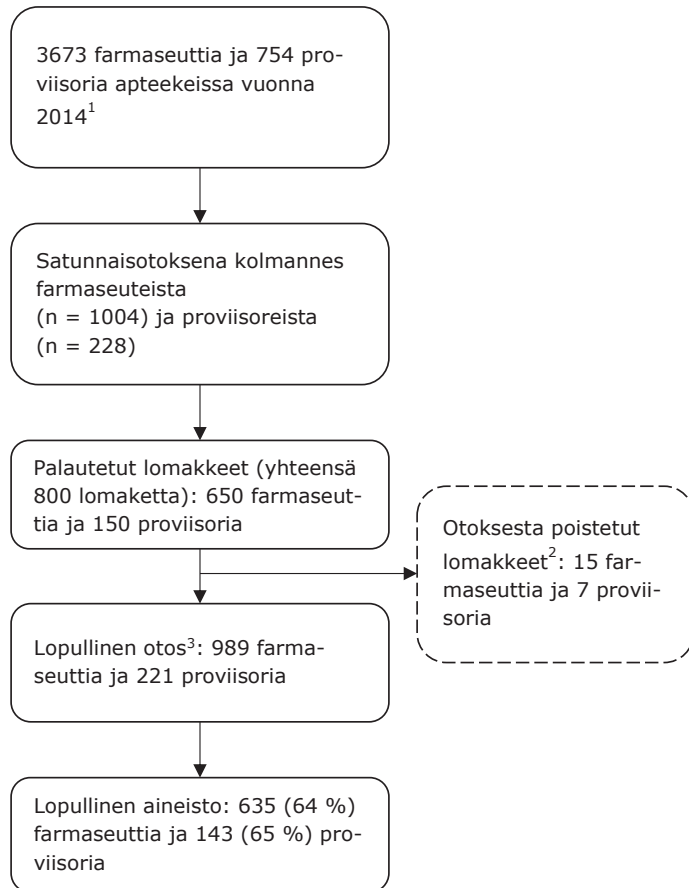 3673 farmaseuttia ja 754 pro-
viisoria apteekeissa vuonna
2014¹
Satunnaisotoksena kolmannes
farmaseuteista
(n = 1004) ja proviisoreista
(n = 228)
Palautetut lomakkeet (yhteensä
800 lomaketta): 650 farmaseut-
tia ja 150 proviisoria
Otoksesta poistetut
lomakkeet²: 15 far-
maseuttia ja 7 provii-
soria
Lopullinen otos³: 989 farma-
seuttia ja 221 proviisoria
Lopullinen aineisto: 635 (64 %)
farmaseuttia ja 143 (65 %) pro-
viisoria